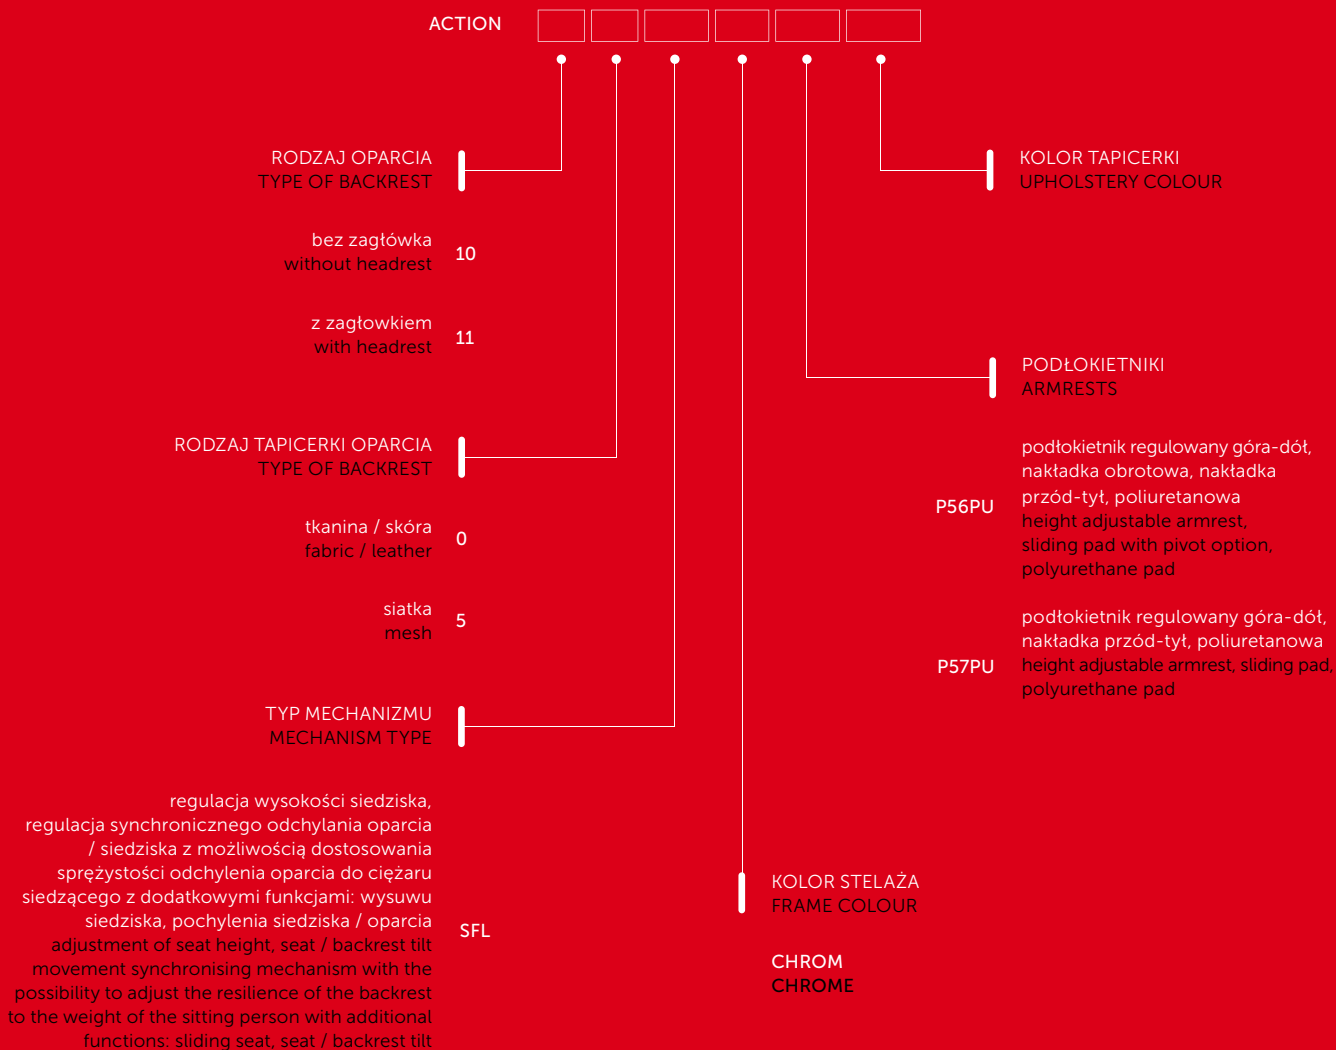 ACTION
RODZAJ OPARCIA
TYPE OF BACKREST
bez zagłówka
without headrest
10
z zagłowkiem
with headrest
11
RODZAJ TAPICERKI OPARCIA
TYPE OF BACKREST
tkanina / skóra
fabric / leather
0
siatka
mesh
5
TYP MECHANIZMU
MECHANISM TYPE
regulacja wysokości siedziska,
regulacja synchronicznego odchylania oparcia
/ siedziska z możliwością dostosowania
sprężystości odchylenia oparcia do ciężaru
siedzącego z dodatkowymi funkcjami: wysuwu
siedziska, pochylenia siedziska / oparcia
adjustment of seat height, seat / backrest tilt
movement synchronising mechanism with the
possibility to adjust the resilience of the backrest
to the weight of the sitting person with additional
functions: sliding seat, seat / backrest tilt
SFL
KOLOR STELAŻA
FRAME COLOUR
CHROM
CHROME
KOLOR TAPICERKI
UPHOLSTERY COLOUR
PODŁOKIETNIKI
ARMRESTS
P56PU
podłokietnik regulowany góra-dół,
nakładka obrotowa, nakładka
przód-tył, poliuretanowa
height adjustable armrest,
sliding pad with pivot option,
polyurethane pad
P57PU
podłokietnik regulowany góra-dół,
nakładka przód-tył, poliuretanowa
height adjustable armrest, sliding pad,
polyurethane pad